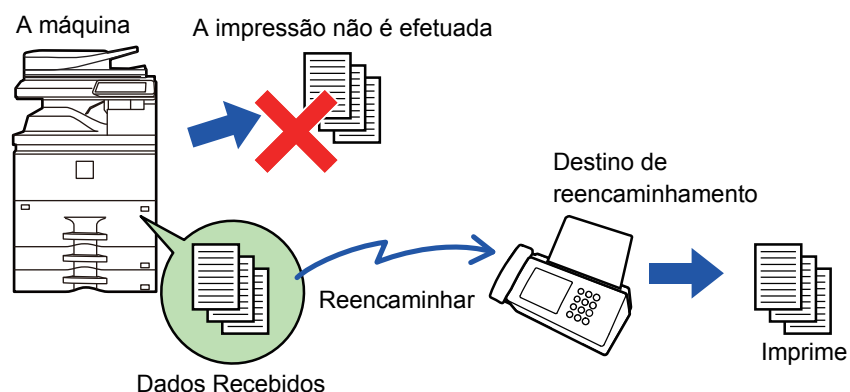 A máquina
A impressão não é efetuada
Destino de
reencaminhamento
Reencaminhar
Imprime
Dados Recebidos